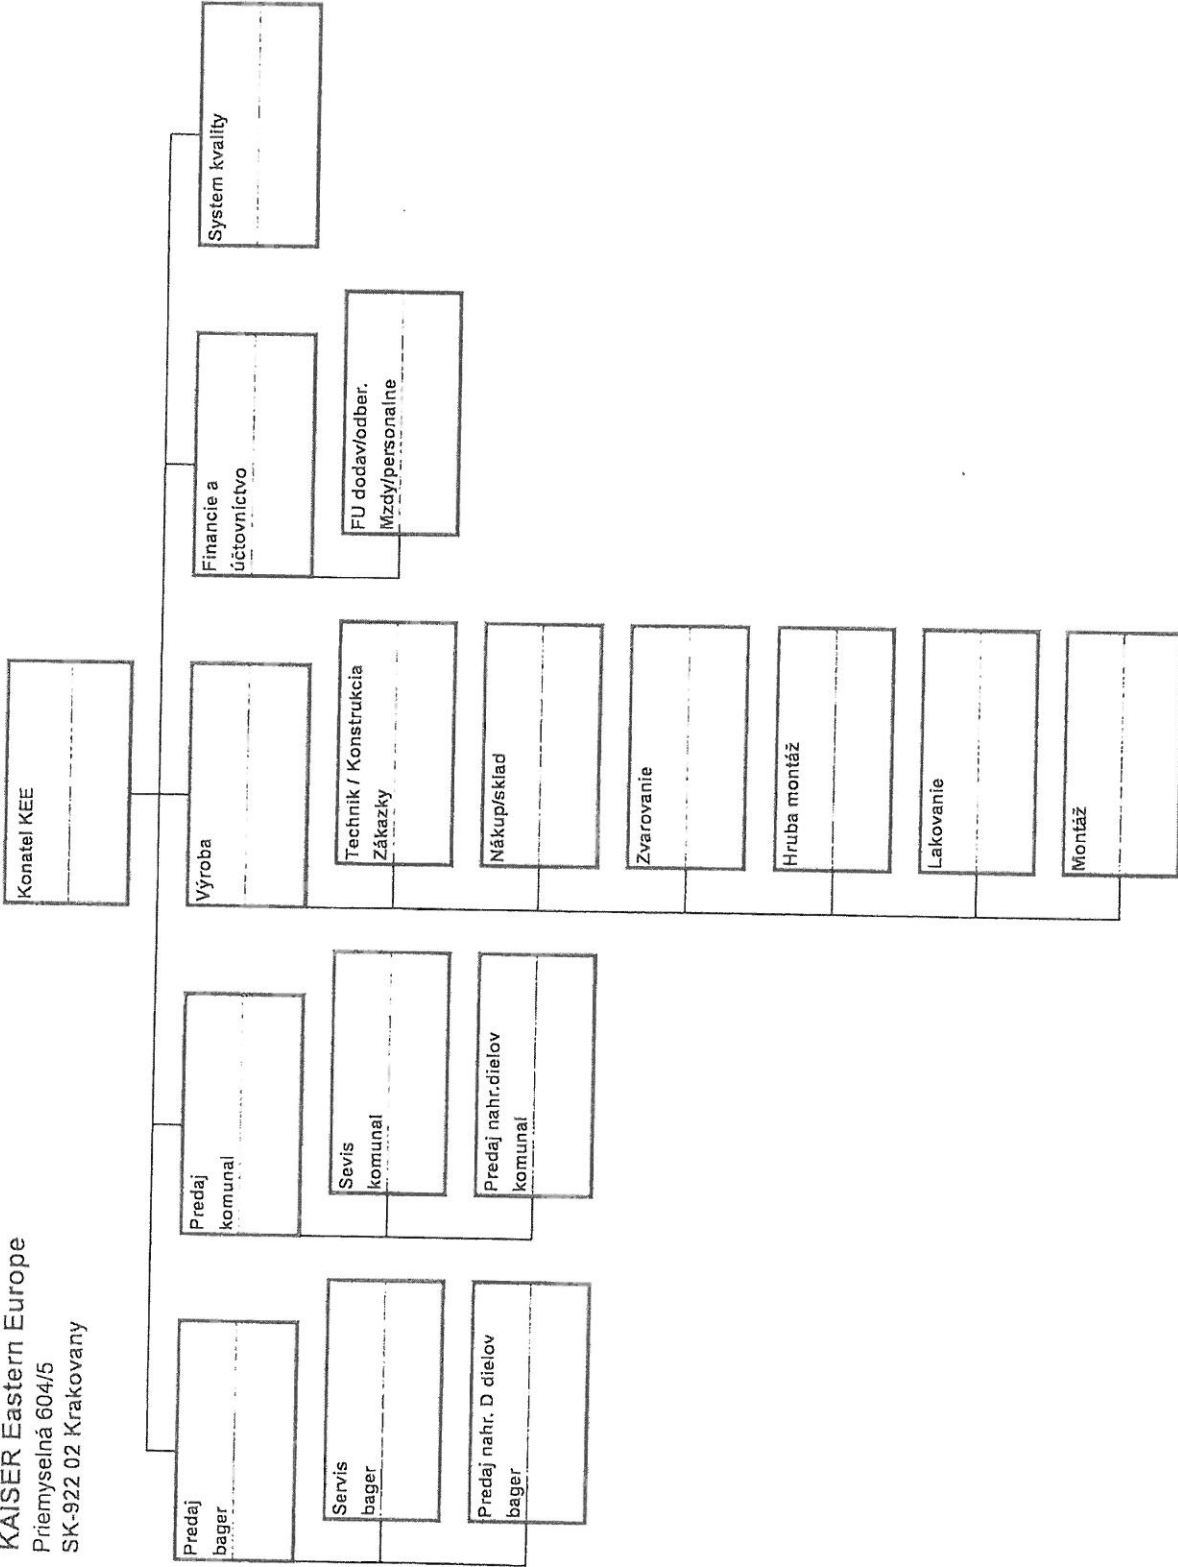 KAISER Eastern Europe
Priemyselná 604/5
SK-922 02 Krakovany
Konatel KEE
Predaj
bager
Servis
bager
Predaj nahr. D dielov
bager
Predaj
komunal
Sevis
komunal
Predaj nahr.dielov
komunal
Výroba
Technik / Konstrukcia
Zákazky
Nákup/sklad
Zvarovanie
Hruba montáž
Lakovanie
Montáž
Financie a
účtovníctvo
FU dodav/odber.
Mzdy/personalne
System kvality